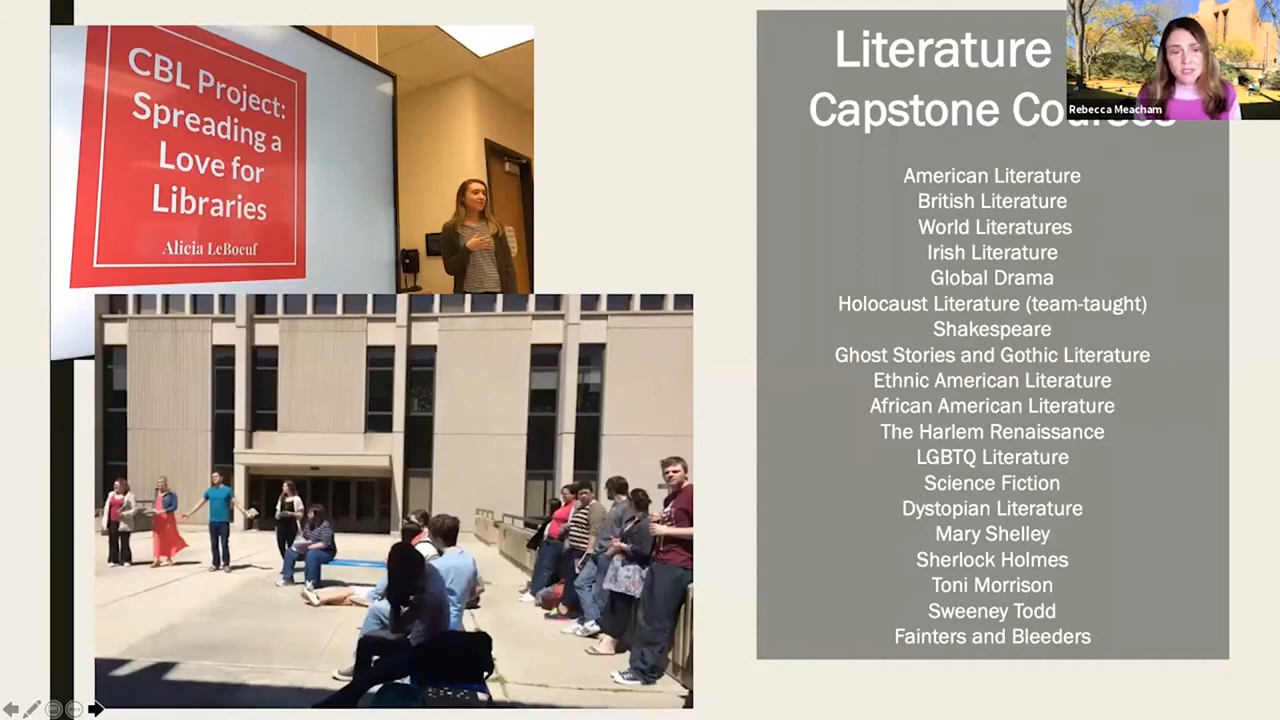 CBL Project:
Spreading a
Love for
Libraries
Alicia LeBoeuf
Literature
Capstone Courses
Rebecca Meacham
American Literature
British Literature
World Literatures
Irish Literature
Global Drama
Holocaust Literature (team-taught)
Shakespeare
Ghost Stories and Gothic Literature
Ethnic American Literature
African American Literature
The Harlem Renaissance
LGBTQ Literature
Science Fiction
Dystopian Literature
Mary Shelley
Sherlock Holmes
Toni Morrison
Sweeney Todd
Fainters and Bleeders